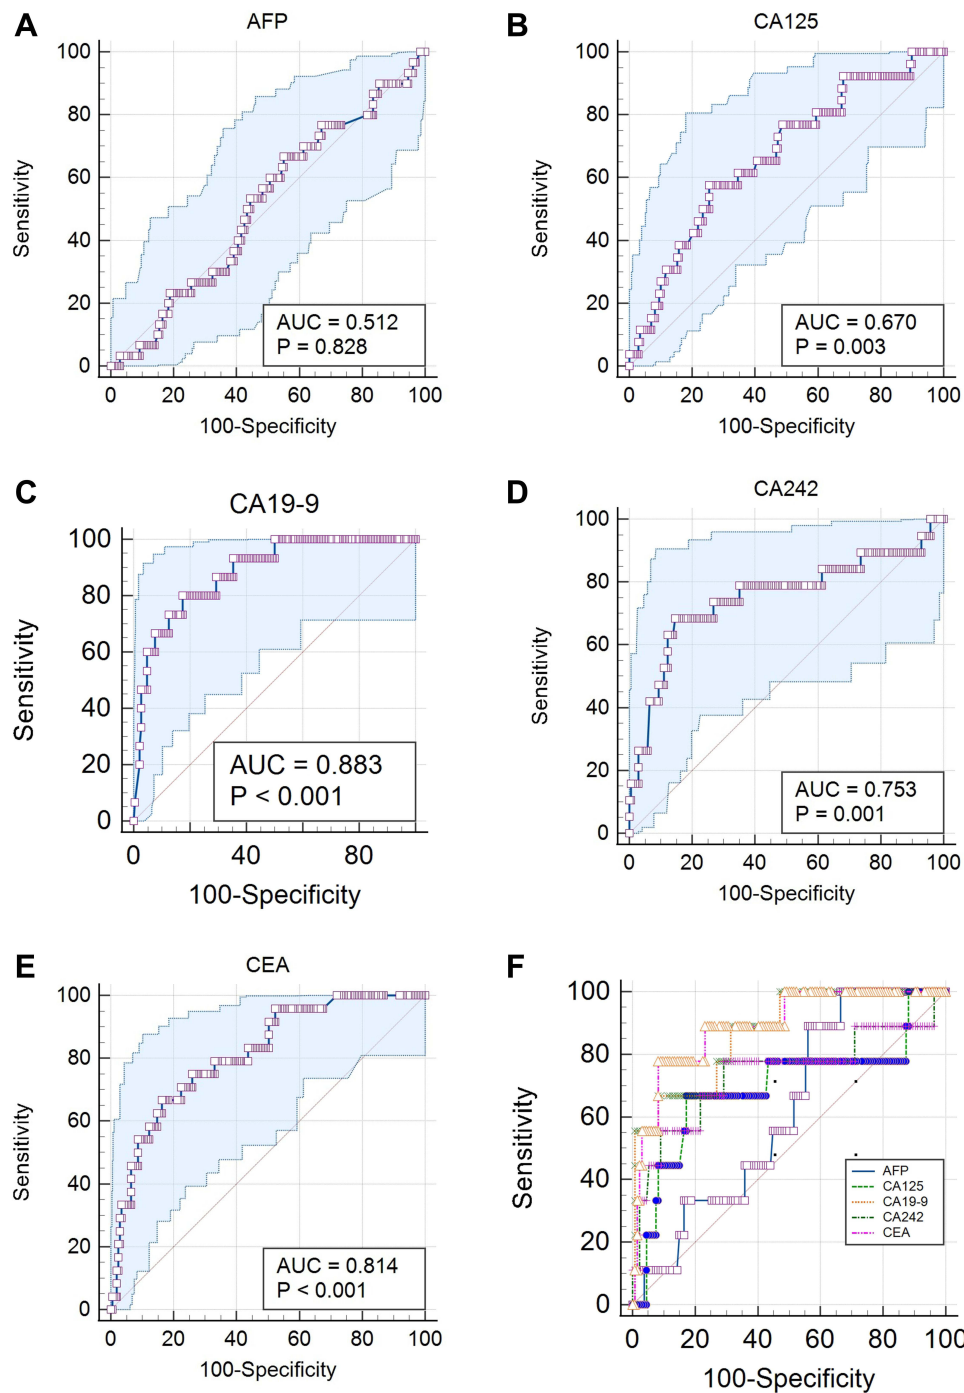 A
AFP
100
80
60
40
20
0
Sensitivity
AUC = 0.512
P = 0.828
0 20 40 60 80 100
100-Specificity
B
CA125
100
80
60
40
20
0
Sensitivity
AUC = 0.670
P = 0.003
0 20 40 60 80 100
100-Specificity
C
CA19-9
100
80
60
40
20
0
Sensitivity
AUC = 0.883
P < 0.001
0 40 80
100-Specificity
D
CA242
100
80
60
40
20
0
Sensitivity
AUC = 0.753
P = 0.001
0 20 40 60 80 100
100-Specificity
E
CEA
100
80
60
40
20
0
Sensitivity
AUC = 0.814
P < 0.001
0 20 40 60 80 100
100-Specificity
F
100
80
60
40
20
0
Sensitivity
AFP
CA125
CA19-9
CA242
CEA
0 20 40 60 80 100
100-Specificity